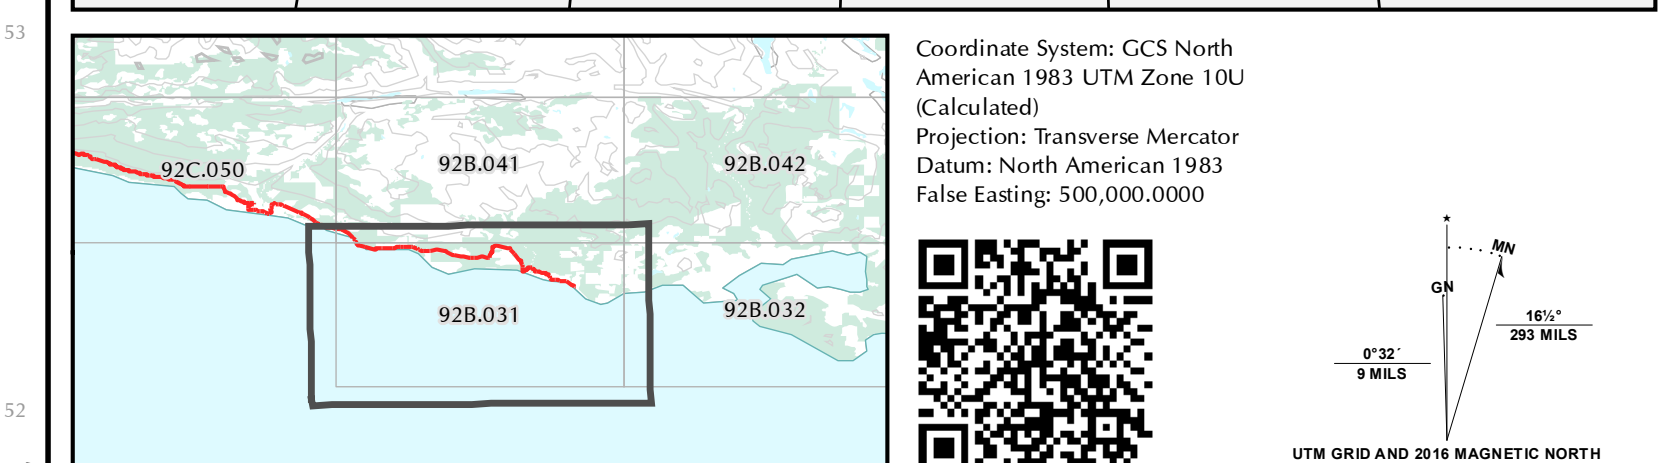 53
52
92C.050
92B.041
92B.042
92B.031
92B.032
Coordinate System: GCS North
American 1983 UTM Zone 10U
(Calculated)
Projection: Transverse Mercator
Datum: North American 1983
False Easting: 500,000.0000
MN
GN
16½°
293 MILS
0°32´
9 MILS
UTM GRID AND 2016 MAGNETIC NORTH